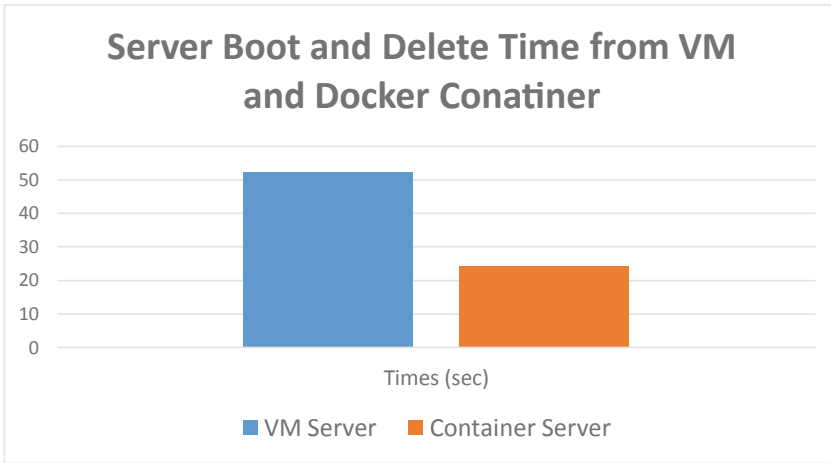 Server Boot and Delete Time from VM
and Docker Conatiner
60
50
40
30
20
10
0
Times (sec)
VM Server
Container Server